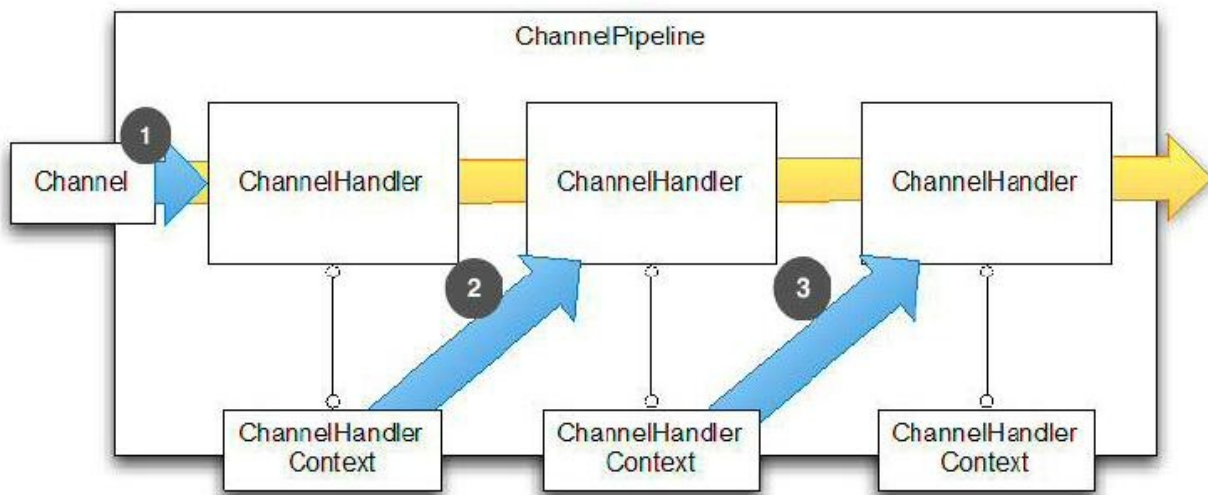 ChannelPipeline
1
Channel
ChannelHandler
ChannelHandler
ChannelHandler
2
3
ChannelHandler
Context
ChannelHandler
Context
ChannelHandler
Context